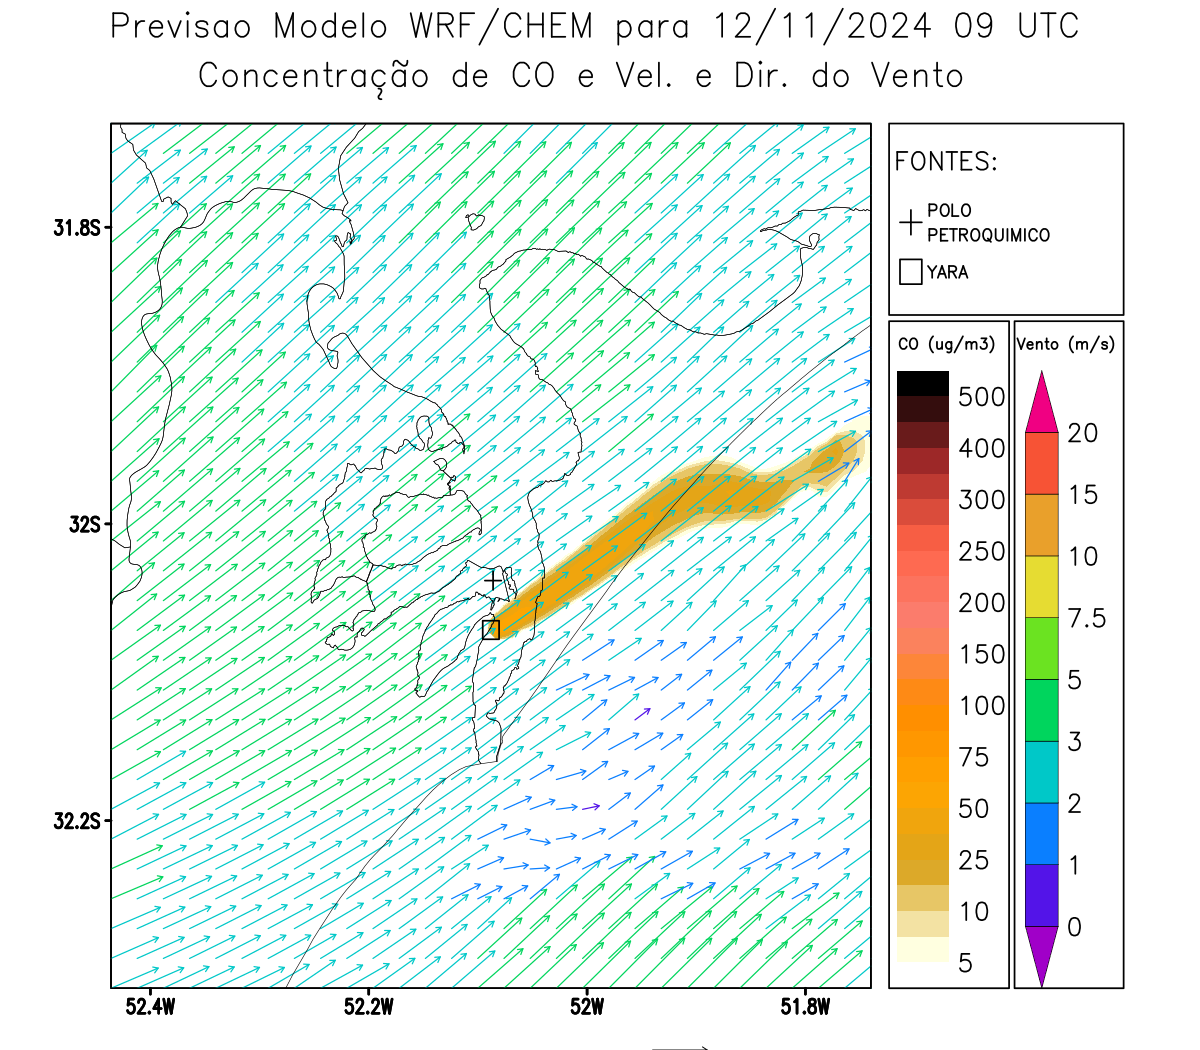 Previsao Modelo WRF/CHEM para 12/11/2024 09 UTC
Concentração de CO e Vel. e Dir. do Vento
FONTES:
POLO
PETROQUIMICO
YARA
CO (ug/m3)
500
400
300
250
200
150
100
75
50
25
10
5
Vento (m/s)
20
15
10
7.5
5
3
2
1
0
31.8S
32S
32.2S
52.4W
52.2W
52W
51.8W